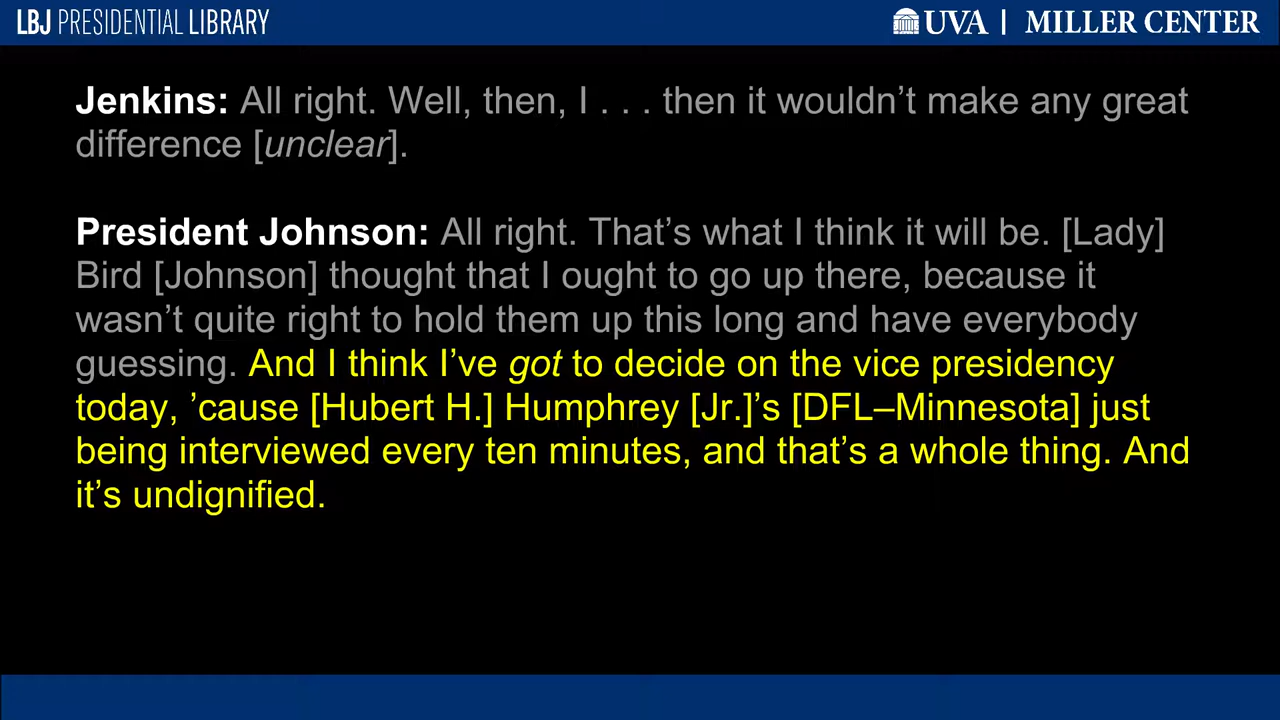 LBJ PRESIDENTIAL LIBRARY
UVA | MILLER CENTER
Jenkins: All right. Well, then, I . . . then it wouldn’t make any great
difference [unclear].
President Johnson: All right. That’s what I think it will be. [Lady]
Bird [Johnson] thought that I ought to go up there, because it
wasn’t quite right to hold them up this long and have everybody
guessing. And I think I’ve got to decide on the vice presidency
today, ’cause [Hubert H.] Humphrey [Jr.]’s [DFL–Minnesota] just
being interviewed every ten minutes, and that’s a whole thing. And
it’s undignified.